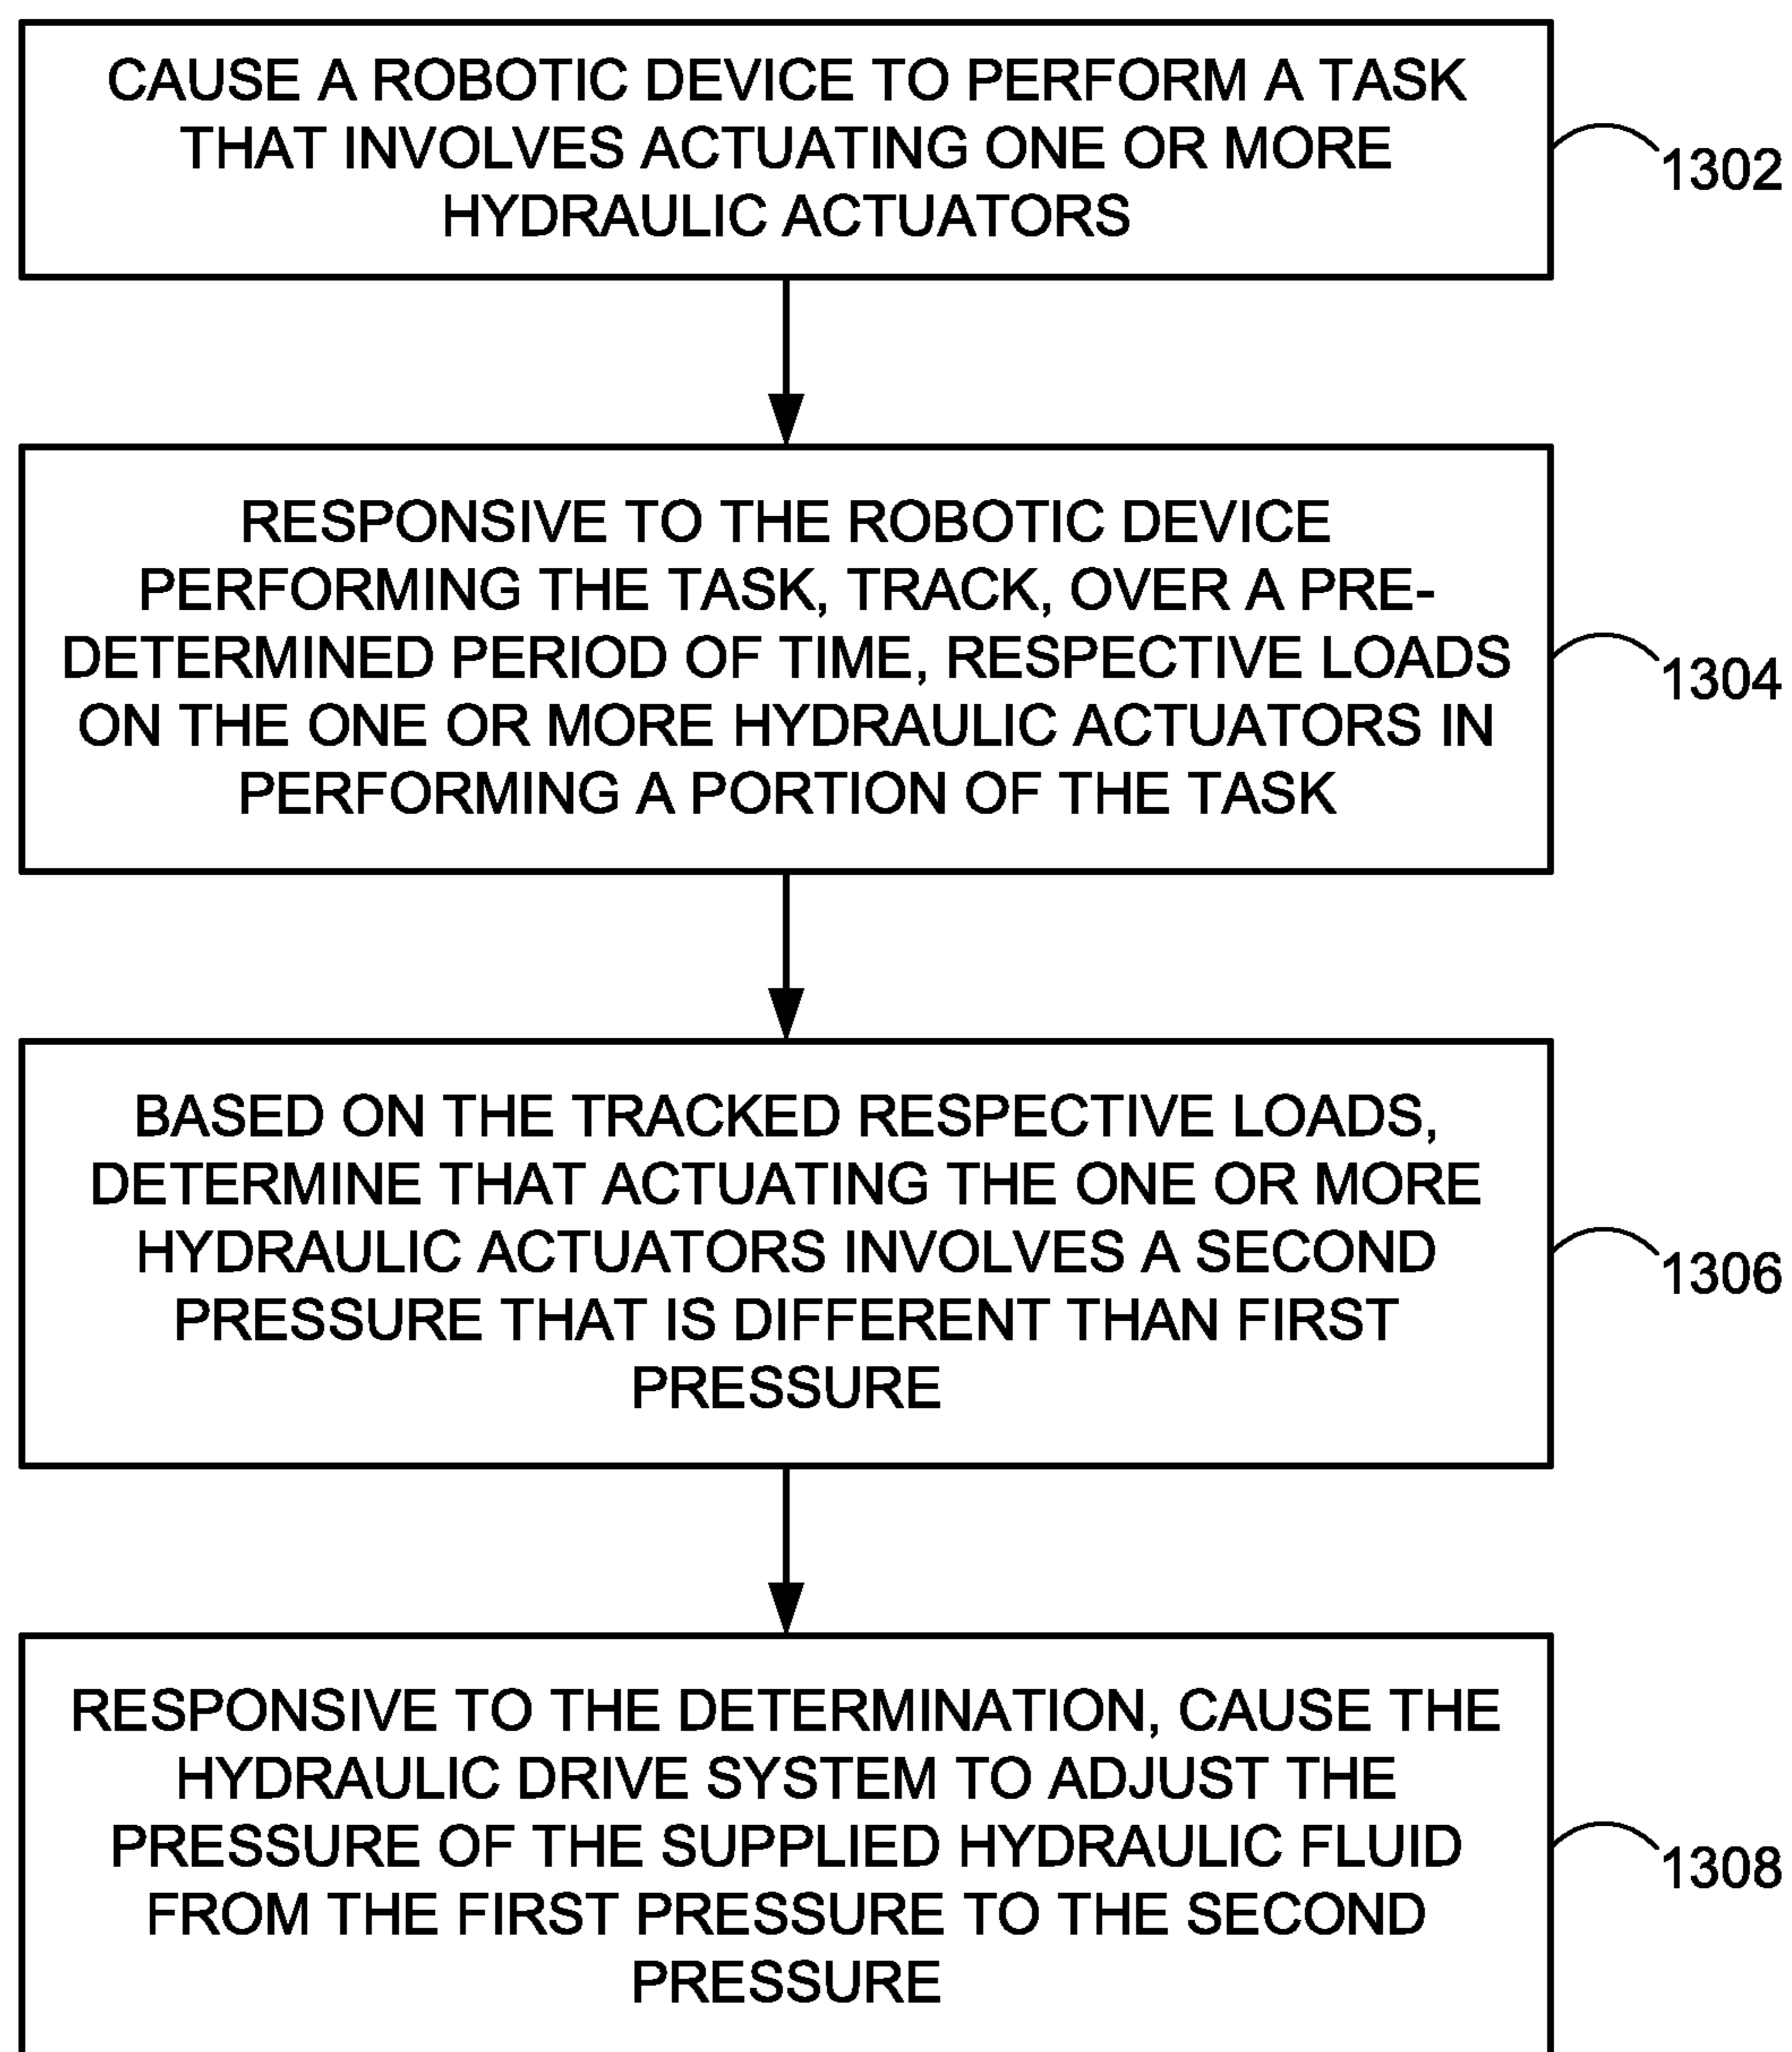 CAUSE A ROBOTIC DEVICE TO PERFORM A TASK
THAT INVOLVES ACTUATING ONE OR MORE
HYDRAULIC ACTUATORS
1302
RESPONSIVE TO THE ROBOTIC DEVICE
PERFORMING THE TASK, TRACK, OVER A PRE-
DETERMINED PERIOD OF TIME, RESPECTIVE LOADS
ON THE ONE OR MORE HYDRAULIC ACTUATORS IN
PERFORMING A PORTION OF THE TASK
1304
BASED ON THE TRACKED RESPECTIVE LOADS,
DETERMINE THAT ACTUATING THE ONE OR MORE
HYDRAULIC ACTUATORS INVOLVES A SECOND
PRESSURE THAT IS DIFFERENT THAN FIRST
PRESSURE
1306
RESPONSIVE TO THE DETERMINATION, CAUSE THE
HYDRAULIC DRIVE SYSTEM TO ADJUST THE
PRESSURE OF THE SUPPLIED HYDRAULIC FLUID
FROM THE FIRST PRESSURE TO THE SECOND
PRESSURE
1308